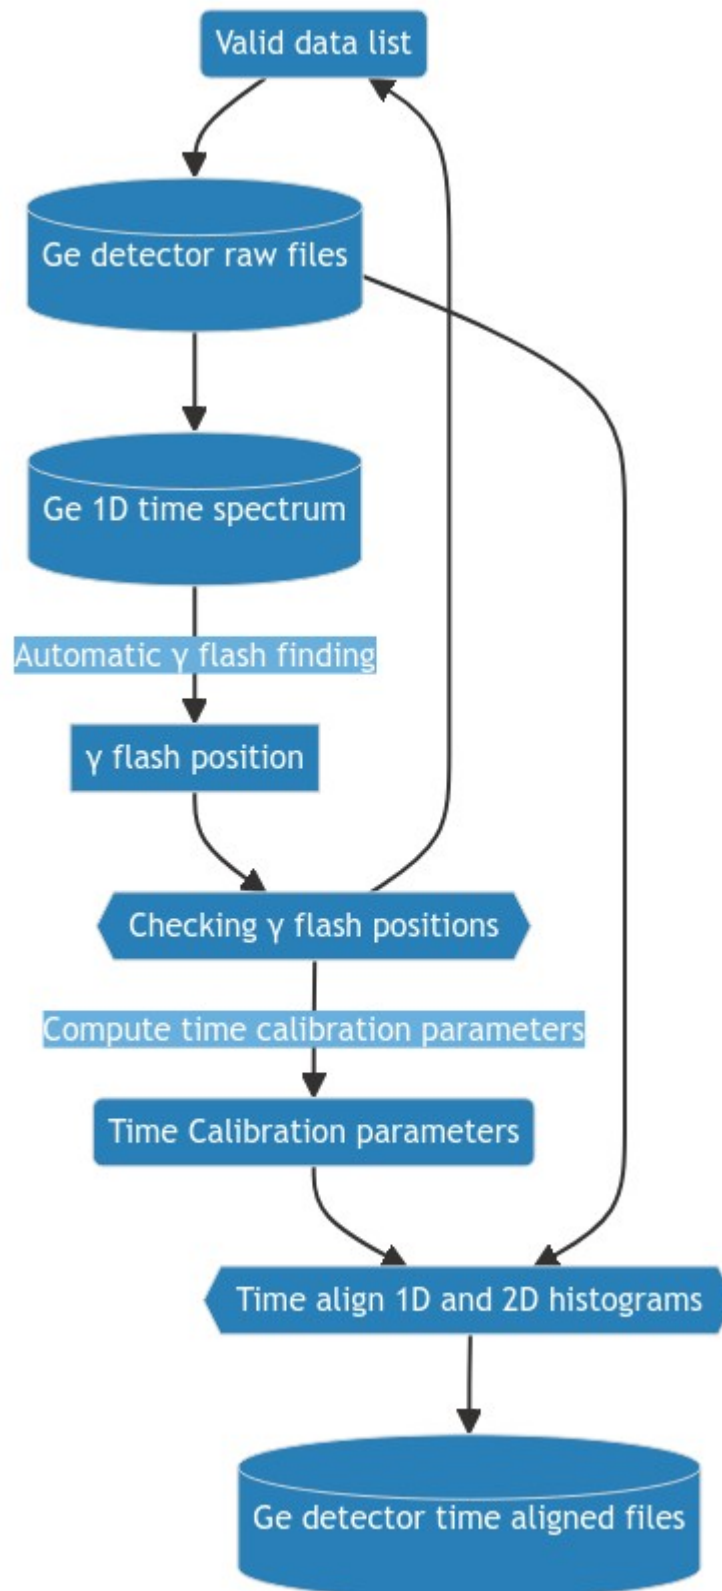 Valid data list
Ge detector raw files
Ge 1D time spectrum
Automatic γ flash finding
γ flash position
Checking γ flash positions
Compute time calibration parameters
Time Calibration parameters
Time align 1D and 2D histograms
Ge detector time aligned files